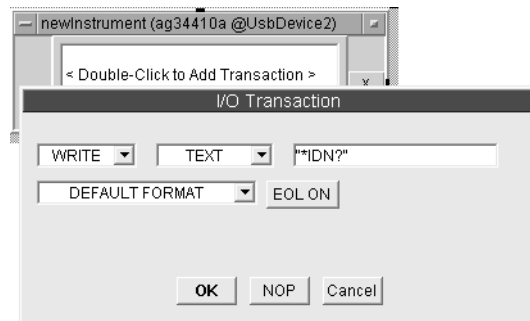 newInstrument (ag34410a @UsbDevice2)
< Double-Click to Add Transaction >
x
I/O Transaction
WRITE TEXT "*IDN?"
DEFAULT FORMAT EOL ON
OK NOP Cancel